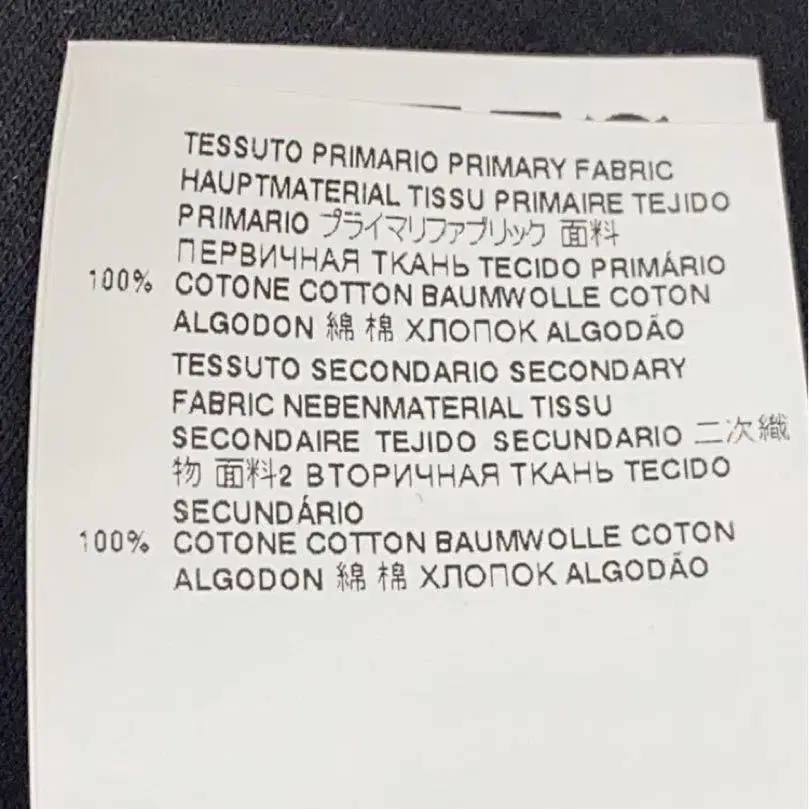 TESSUTO PRIMARIO PRIMARY FABRIC
HAUPTMATERIAL TISSU PRIMAIRE TEJIDO
PRIMARIO プライマリファブリック 面料
ПЕРВИЧНАЯ ТКАНЬ TECIDO PRIMÁRIO
100% COTONE COTTON BAUMWOLLE COTON
ALGODON 綿 棉 ХЛОПОК ALGODÃO
TESSUTO SECONDARIO SECONDARY
FABRIC NEBENMATERIAL TISSU
SECONDAIRE TEJIDO SECUNDARIO 二次織
物 面料2 ВТОРИЧНАЯ ТКАНЬ TECIDO
SECUNDÁRIO
100% COTONE COTTON BAUMWOLLE COTON
ALGODON 綿 棉 ХЛОПОК ALGODÃO